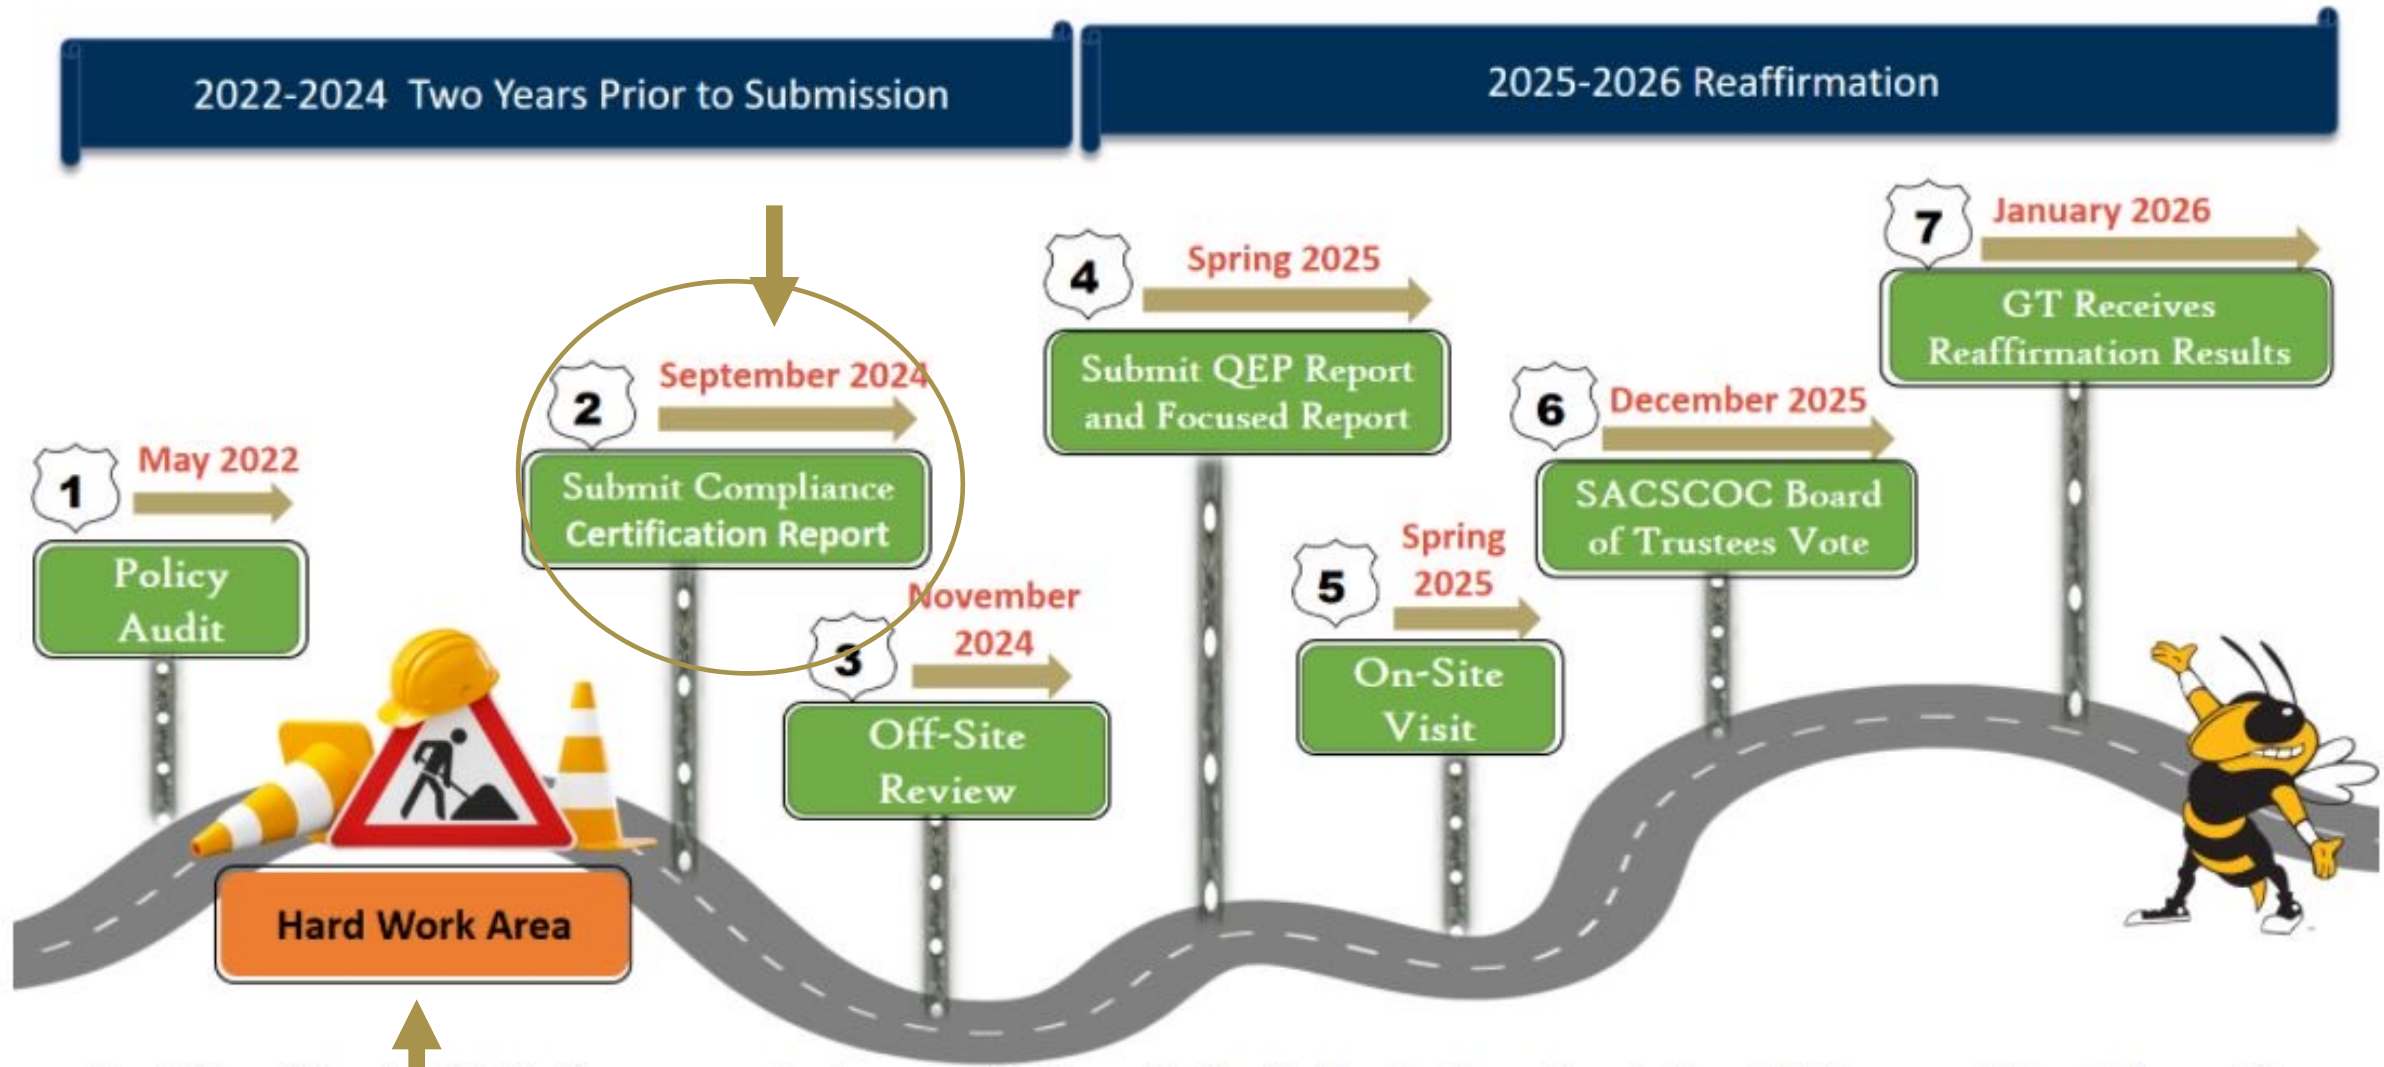 2022-2024 Two Years Prior to Submission
2025-2026 Reaffirmation
1
May 2022
Policy
Audit
Hard Work Area
2
September 2024
Submit Compliance
Certification Report
3
November
2024
Off-Site
Review
4
Spring 2025
Submit QEP Report
and Focused Report
5
Spring
2025
On-Site
Visit
6
December 2025
SACSCOC Board
of Trustees Vote
7
January 2026
GT Receives
Reaffirmation Results